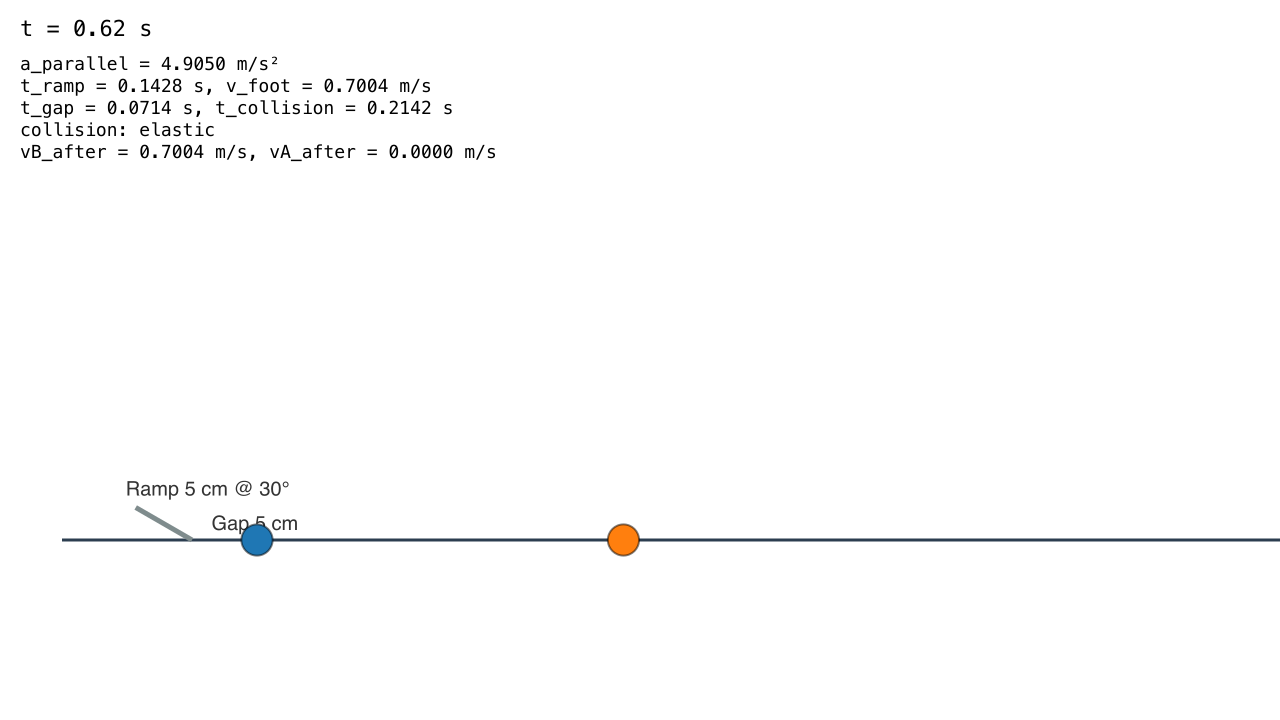 t = 0.62 s
a_parallel = 4.9050 m/s²
t_ramp = 0.1428 s, v_foot = 0.7004 m/s
t_gap = 0.0714 s, t_collision = 0.2142 s
collision: elastic
vB_after = 0.7004 m/s, vA_after = 0.0000 m/s
Ramp 5 cm @ 30°
Gap 5 cm